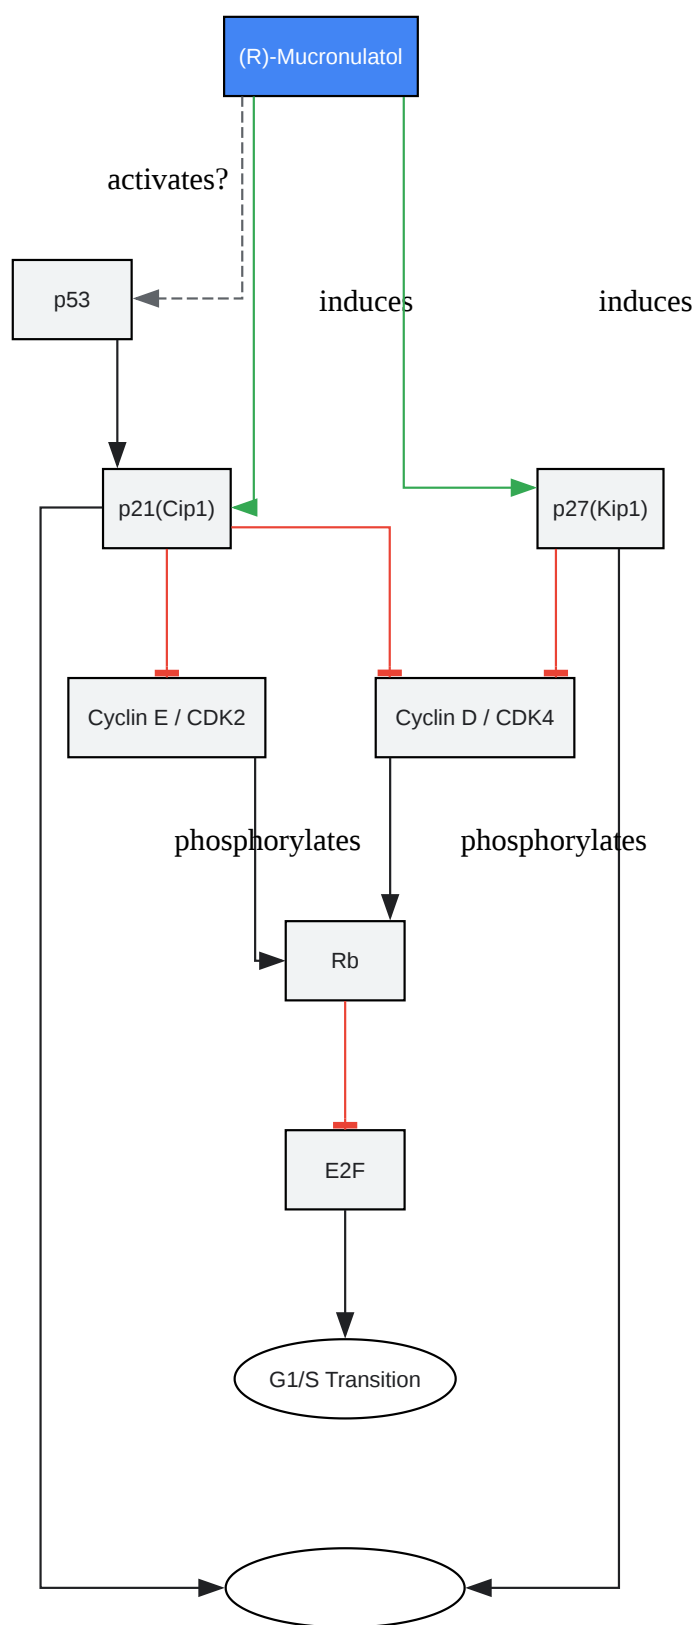 (R)-Mucronulatol
activates?
p53
induces
induces
p21(Cip1)
p27(Kip1)
Cyclin E / CDK2
Cyclin D / CDK4
phosphorylates
phosphorylates
Rb
E2F
G1/S Transition